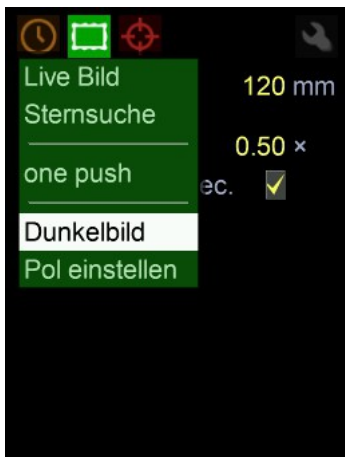 Live Bild
120 mm
Sternsuche
0.50 ×
one push
ec.
Dunkelbild
Pol einstellen